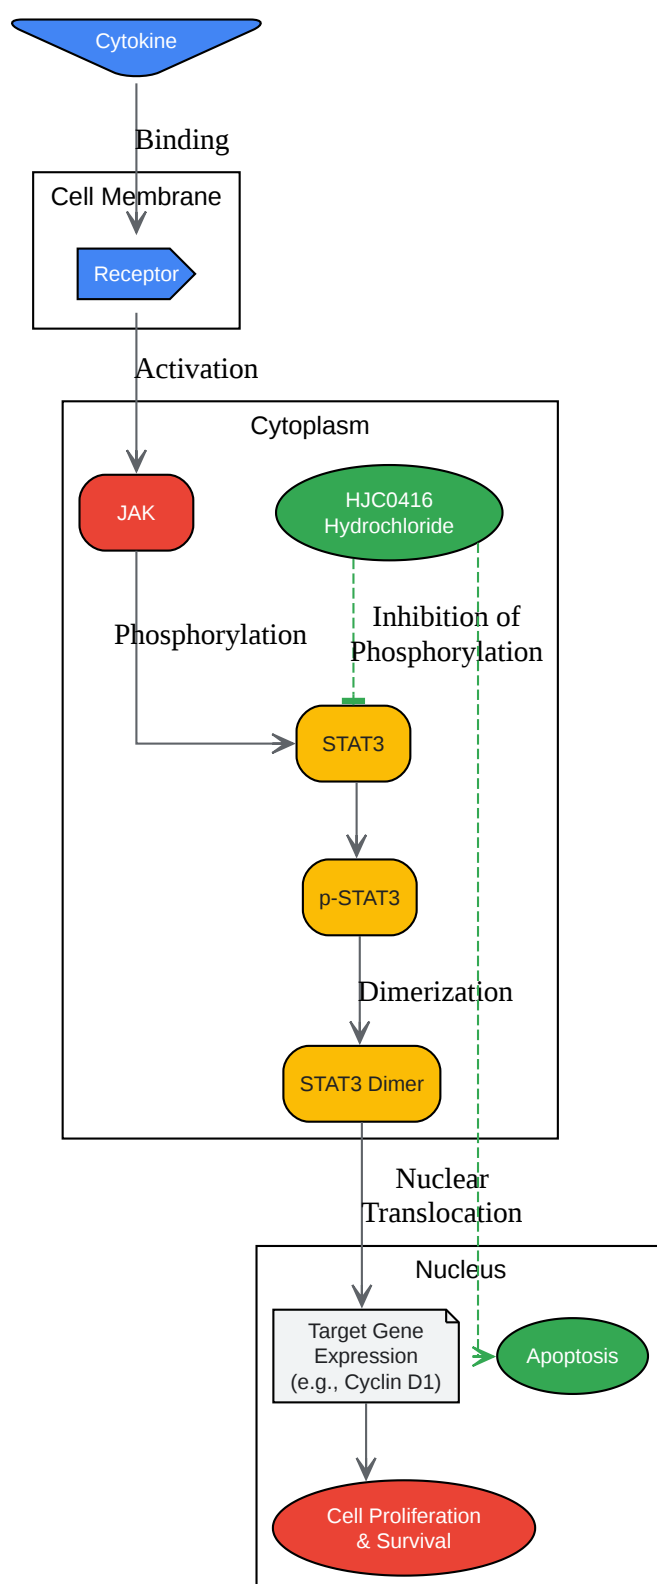 Cytokine
Binding
Cell Membrane
Receptor
Activation
Cytoplasm
JAK
HJC0416
Hydrochloride
Phosphorylation
Inhibition of
Phosphorylation
STAT3
p-STAT3
Dimerization
STAT3 Dimer
Nuclear
Translocation
Nucleus
Target Gene
Expression
(e.g., Cyclin D1)
Apoptosis
Cell Proliferation
& Survival